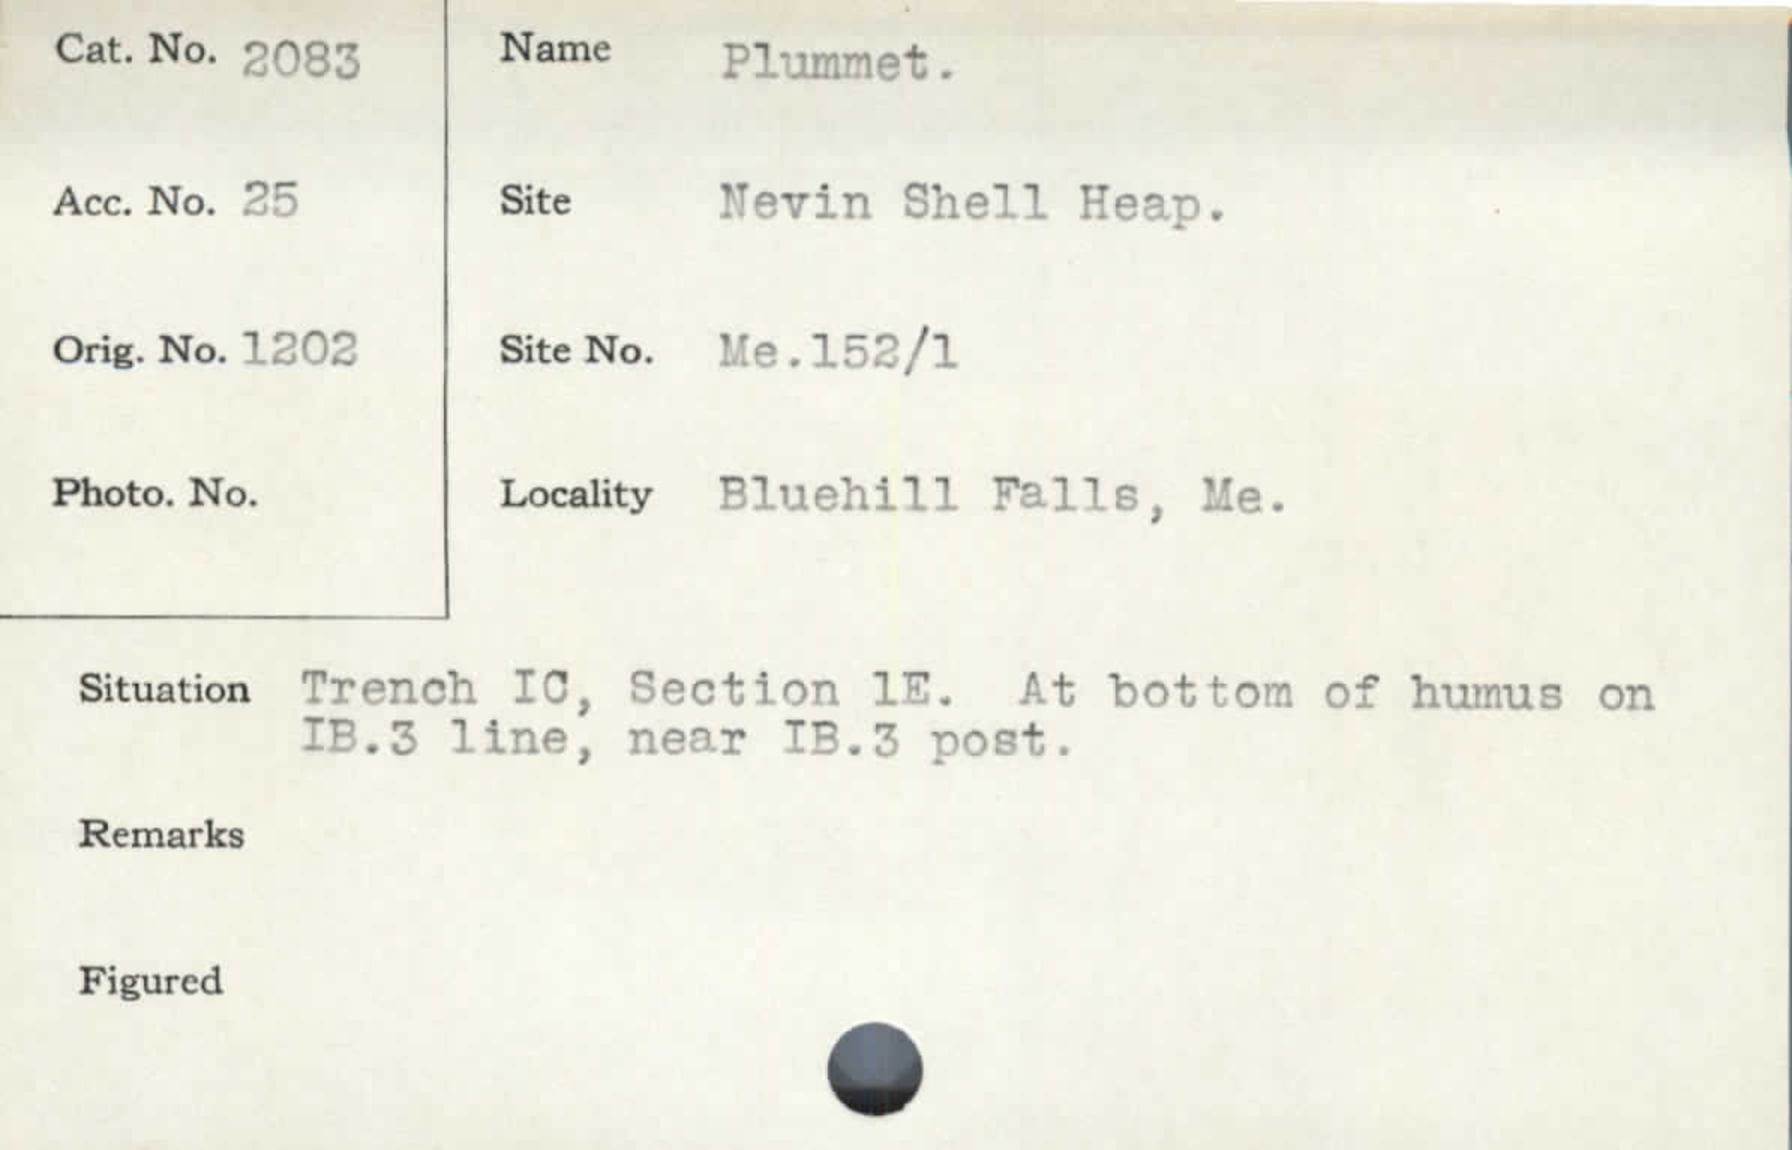 Cat. No. 2083
Name Plummet.
Acc. No. 25
Site Nevin Shell Heap.
Orig. No. 1202
Site No. Me.152/1
Photo. No.
Locality Bluehill Falls, Me.
Situation Trench IC, Section 1E. At bottom of humus on
IB.3 line, near IB.3 post.
Remarks
Figured